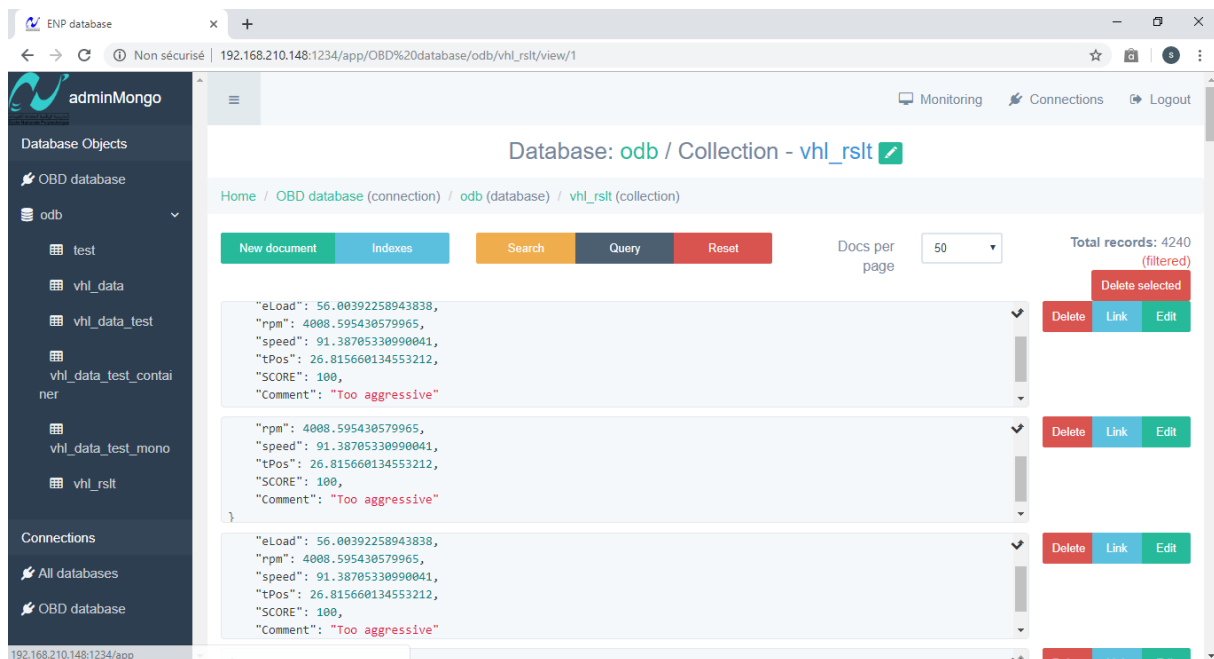 ENP database
Non sécurisé 192.168.210.148:1234/app/OBD%20database/odb/vhl_rslt/view/1
s
adminMongo
Monitoring Connections Logout
Database Objects
OBD database
odb
test
vhl_data
vhl_data_test
vhl_data_test_contai
ner
vhl_data_test_mono
vhl_rslt
Connections
All databases
OBD database
192.168.210.148:1234/app
Database: odb / Collection - vhl_rslt
Home / OBD database (connection) / odb (database) / vhl_rslt (collection)
New document Indexes Search Query Reset
Docs per
page
50
Total records: 4240
(filtered)
Delete selected
"eLoad": 56.00392258943838,
"rpm": 4008.595430579965,
"speed": 91.38705330990041,
"tPos": 26.815660134553212,
"SCORE": 100,
"Comment": "Too aggressive"
Delete Link Edit
"rpm": 4008.595430579965,
"speed": 91.38705330990041,
"tPos": 26.815660134553212,
"SCORE": 100,
"Comment": "Too aggressive"
}
Delete Link Edit
"eLoad": 56.00392258943838,
"rpm": 4008.595430579965,
"speed": 91.38705330990041,
"tPos": 26.815660134553212,
"SCORE": 100,
"Comment": "Too aggressive"
Delete Link Edit